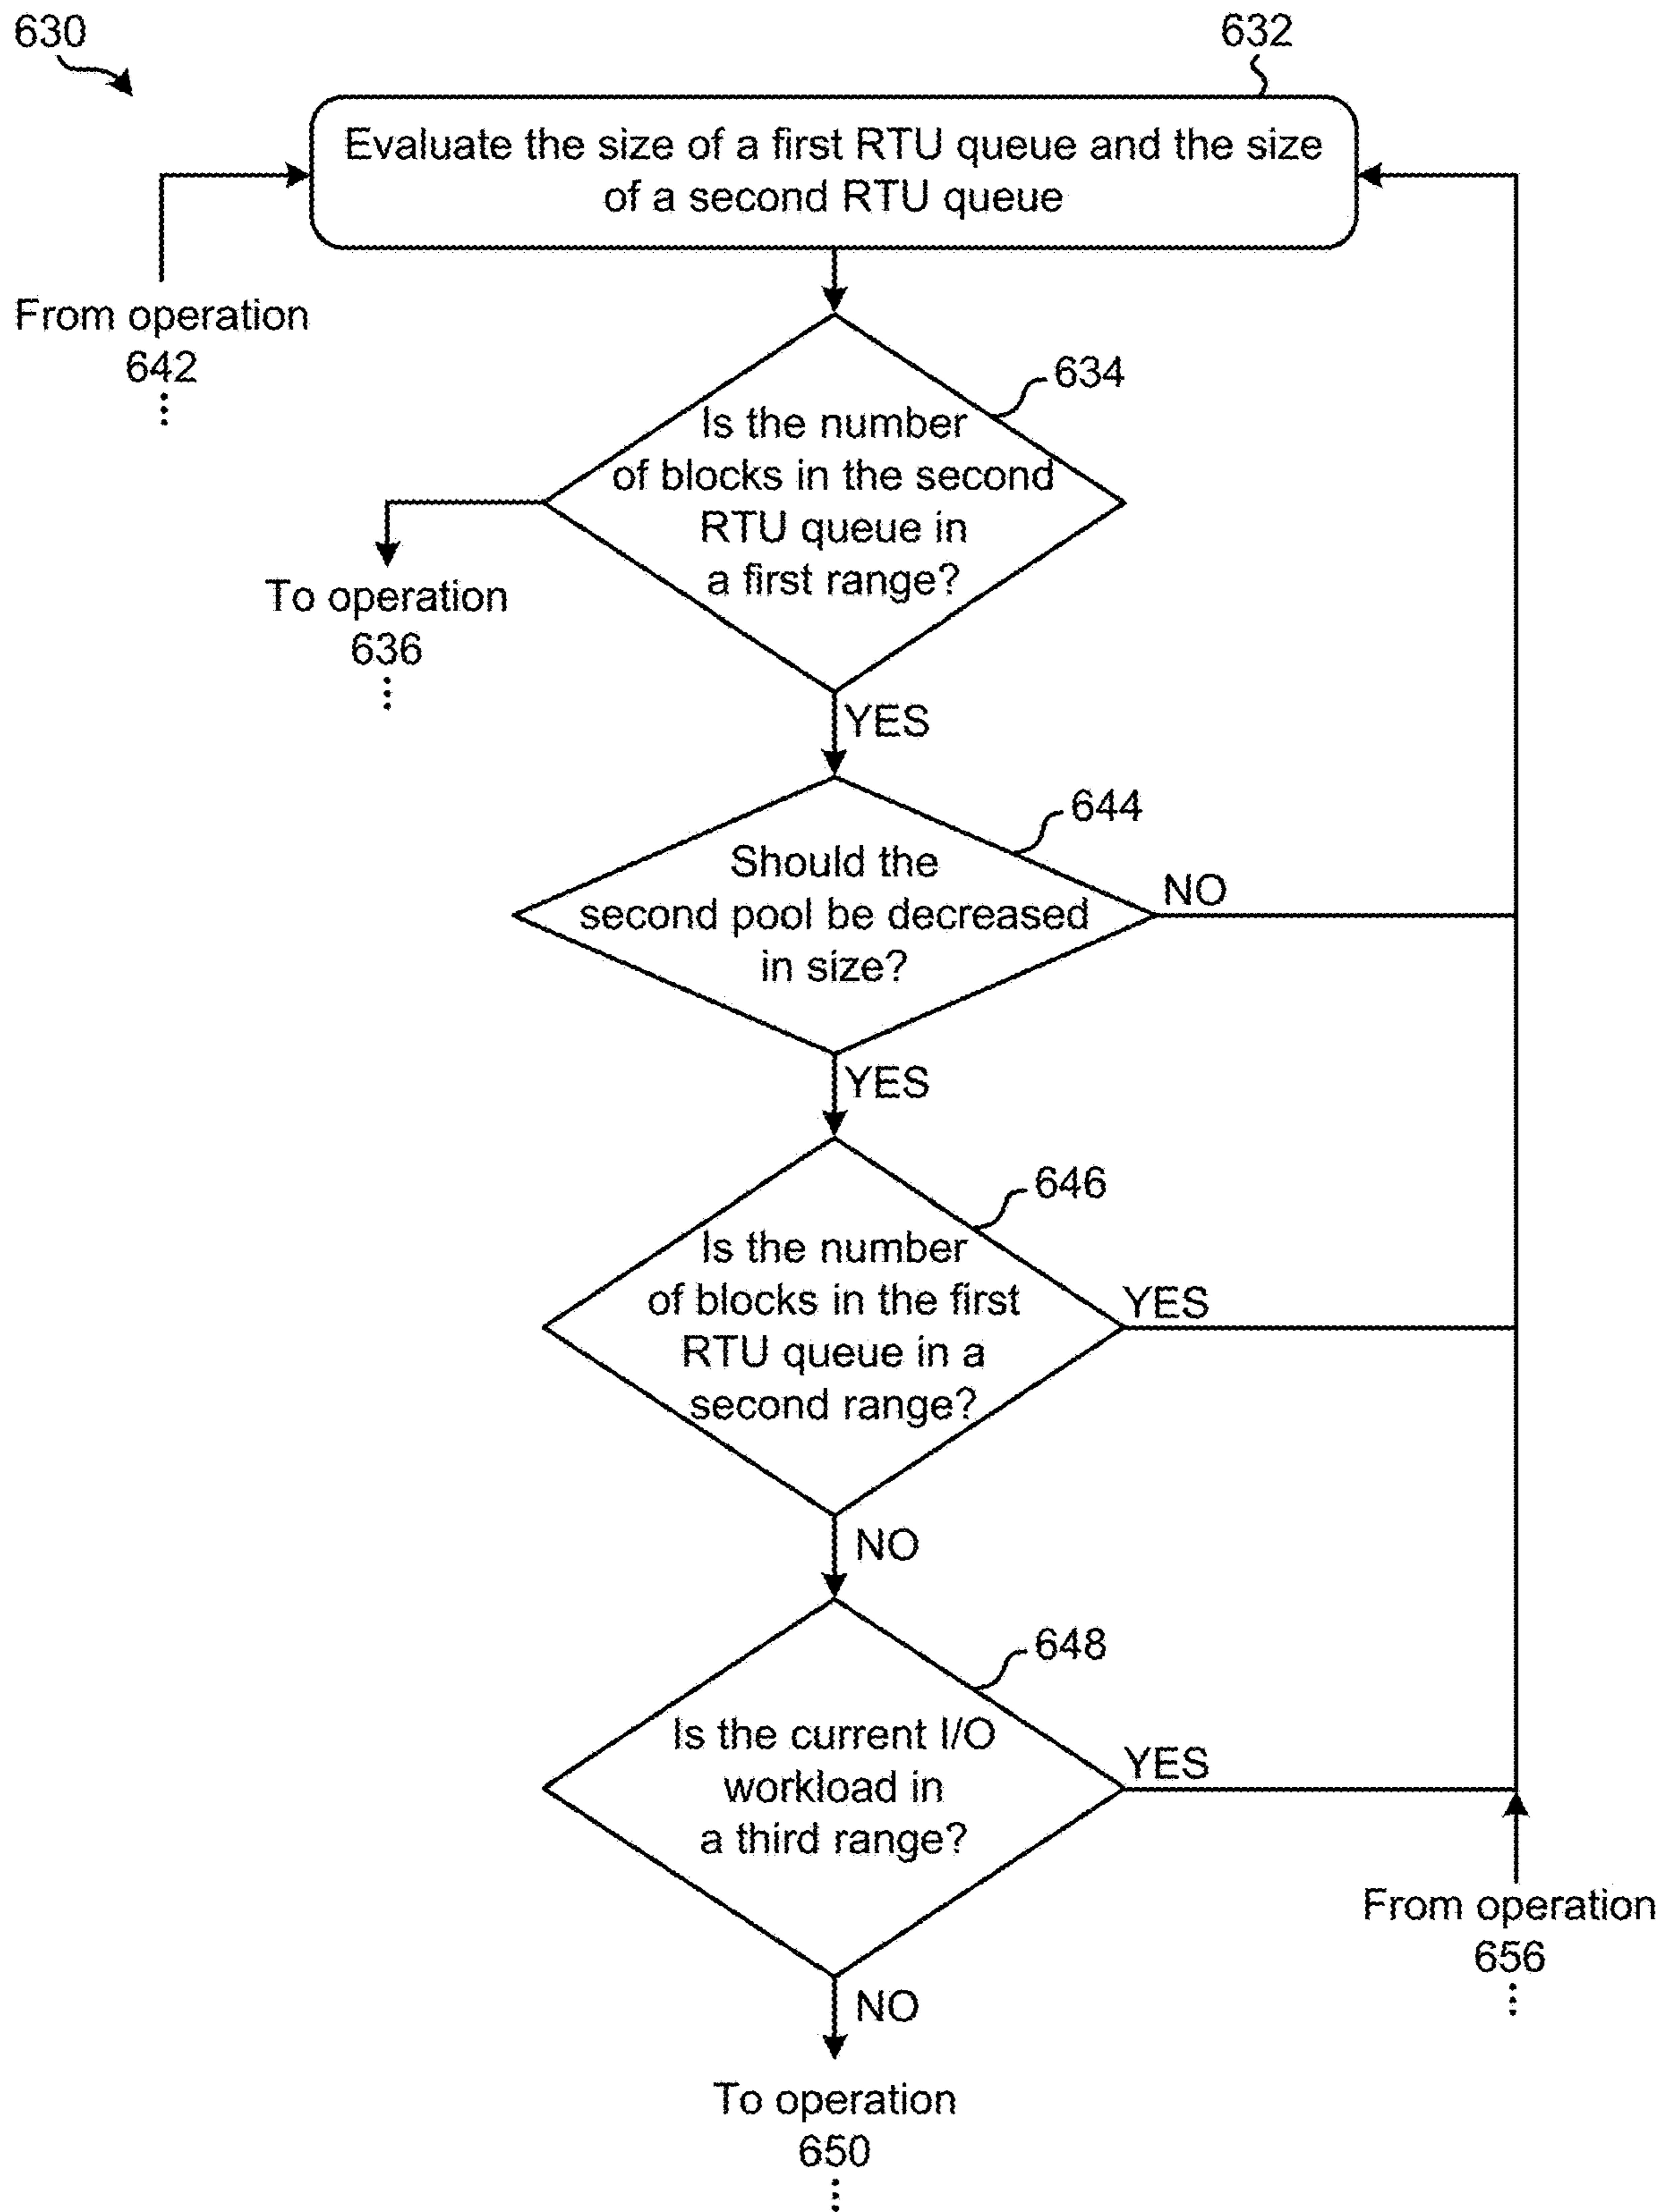 630
632
Evaluate the size of a first RTU queue and the size
of a second RTU queue
From operation
642
⋮
634
Is the number
of blocks in the second
RTU queue in
a first range?
To operation
636
⋮
YES
644
Should the
second pool be decreased
in size?
NO
YES
646
Is the number
of blocks in the first
RTU queue in a
second range?
YES
NO
648
Is the current I/O
workload in
a third range?
YES
From operation
656
⋮
NO
To operation
650
⋮